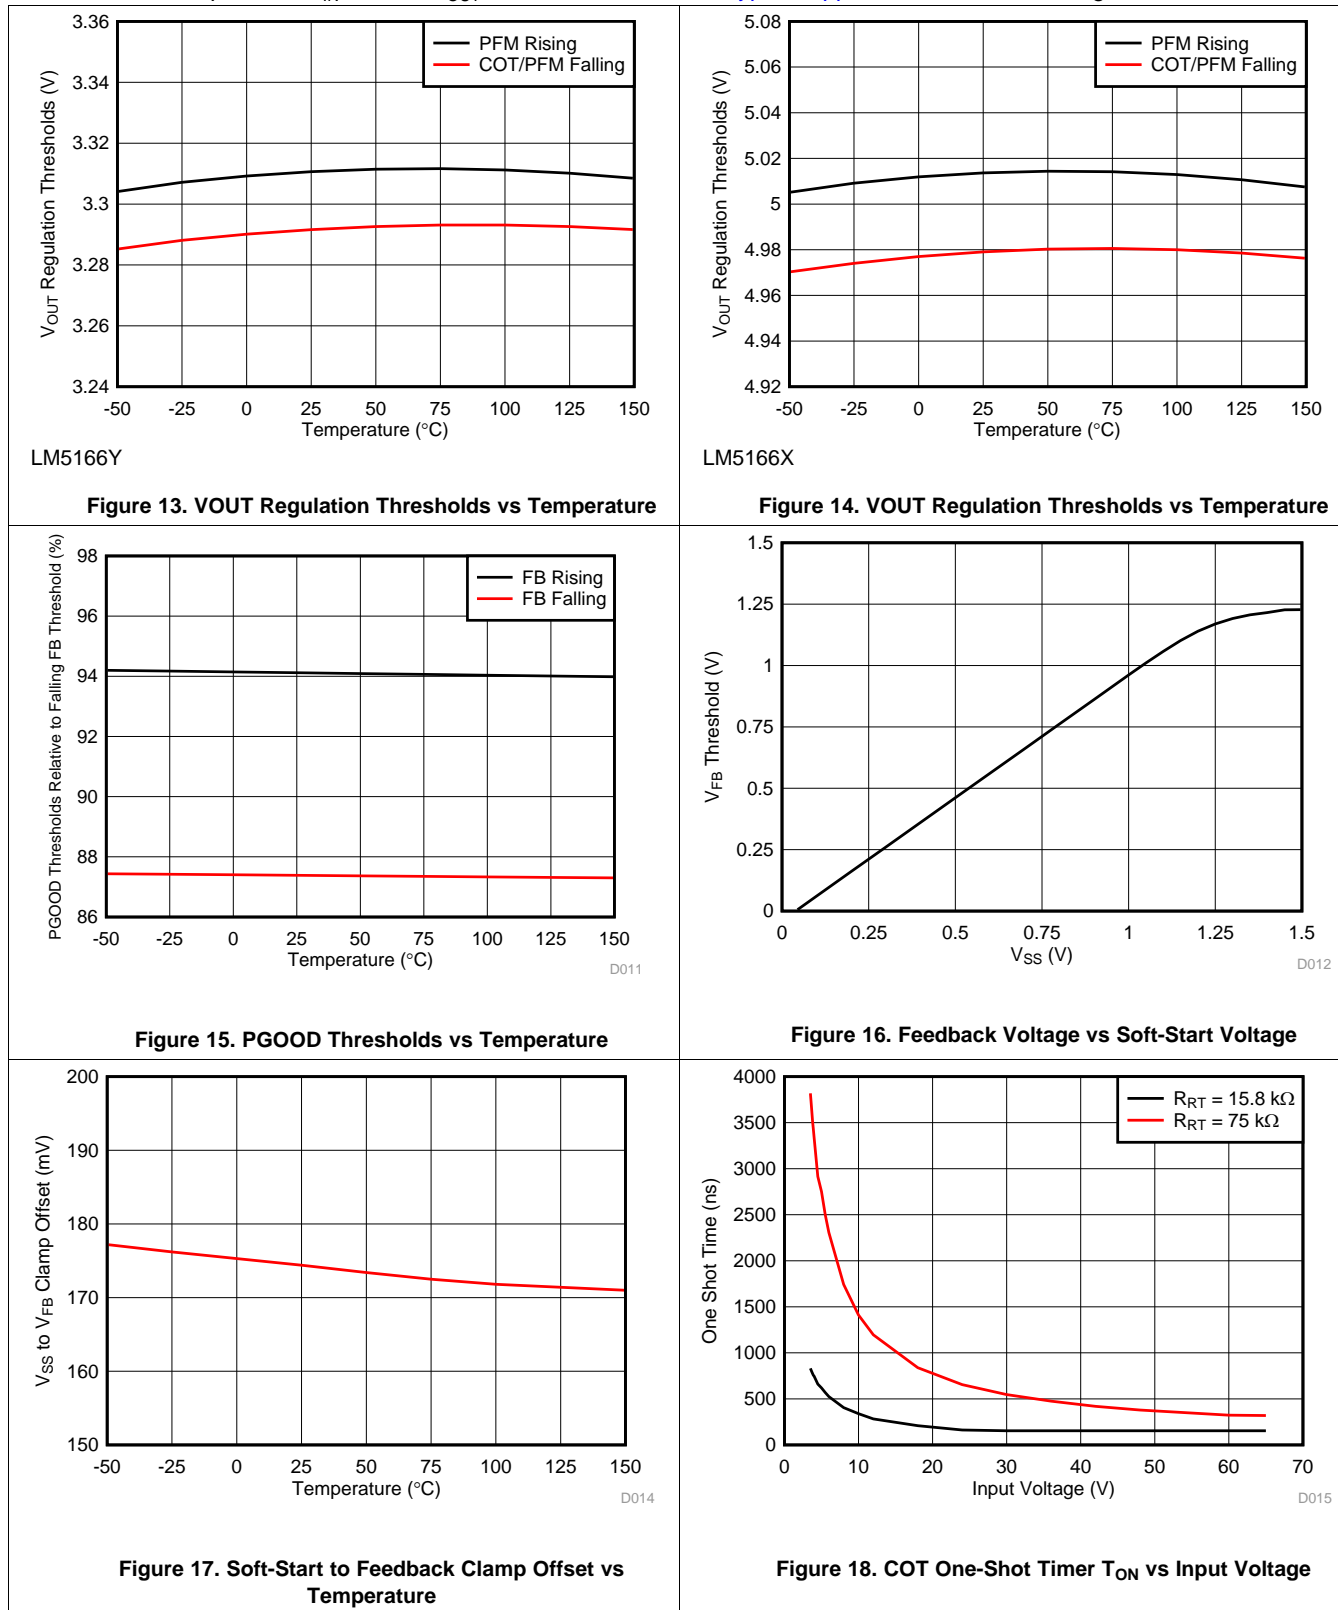 3.36
3.34
3.32
3.3
3.28
3.26
3.24
-50 -25 0 25 50 75 100 125 150
Temperature (°C)
VOUT Regulation Thresholds (V)
PFM Rising
COT/PFM Falling
LM5166Y
Figure 13. VOUT Regulation Thresholds vs Temperature
5.08
5.06
5.04
5.02
5
4.98
4.96
4.94
4.92
-50 -25 0 25 50 75 100 125 150
Temperature (°C)
VOUT Regulation Thresholds (V)
PFM Rising
COT/PFM Falling
LM5166X
Figure 14. VOUT Regulation Thresholds vs Temperature
98
96
94
92
90
88
86
-50 -25 0 25 50 75 100 125 150
Temperature (°C)
PGOOD Thresholds Relative to Falling FB Threshold (%)
FB Rising
FB Falling
D011
Figure 15. PGOOD Thresholds vs Temperature
1.5
1.25
1
0.75
0.5
0.25
0
0 0.25 0.5 0.75 1 1.25 1.5
VSS (V)
VFB Threshold (V)
D012
Figure 16. Feedback Voltage vs Soft-Start Voltage
200
190
180
170
160
150
-50 -25 0 25 50 75 100 125 150
Temperature (°C)
VSS to VFB Clamp Offset (mV)
D014
Figure 17. Soft-Start to Feedback Clamp Offset vs
Temperature
4000
3500
3000
2500
2000
1500
1000
500
0
0 10 20 30 40 50 60 70
Input Voltage (V)
One Shot Time (ns)
RRT = 15.8 kΩ
RRT = 75 kΩ
D015
Figure 18. COT One-Shot Timer TON vs Input Voltage